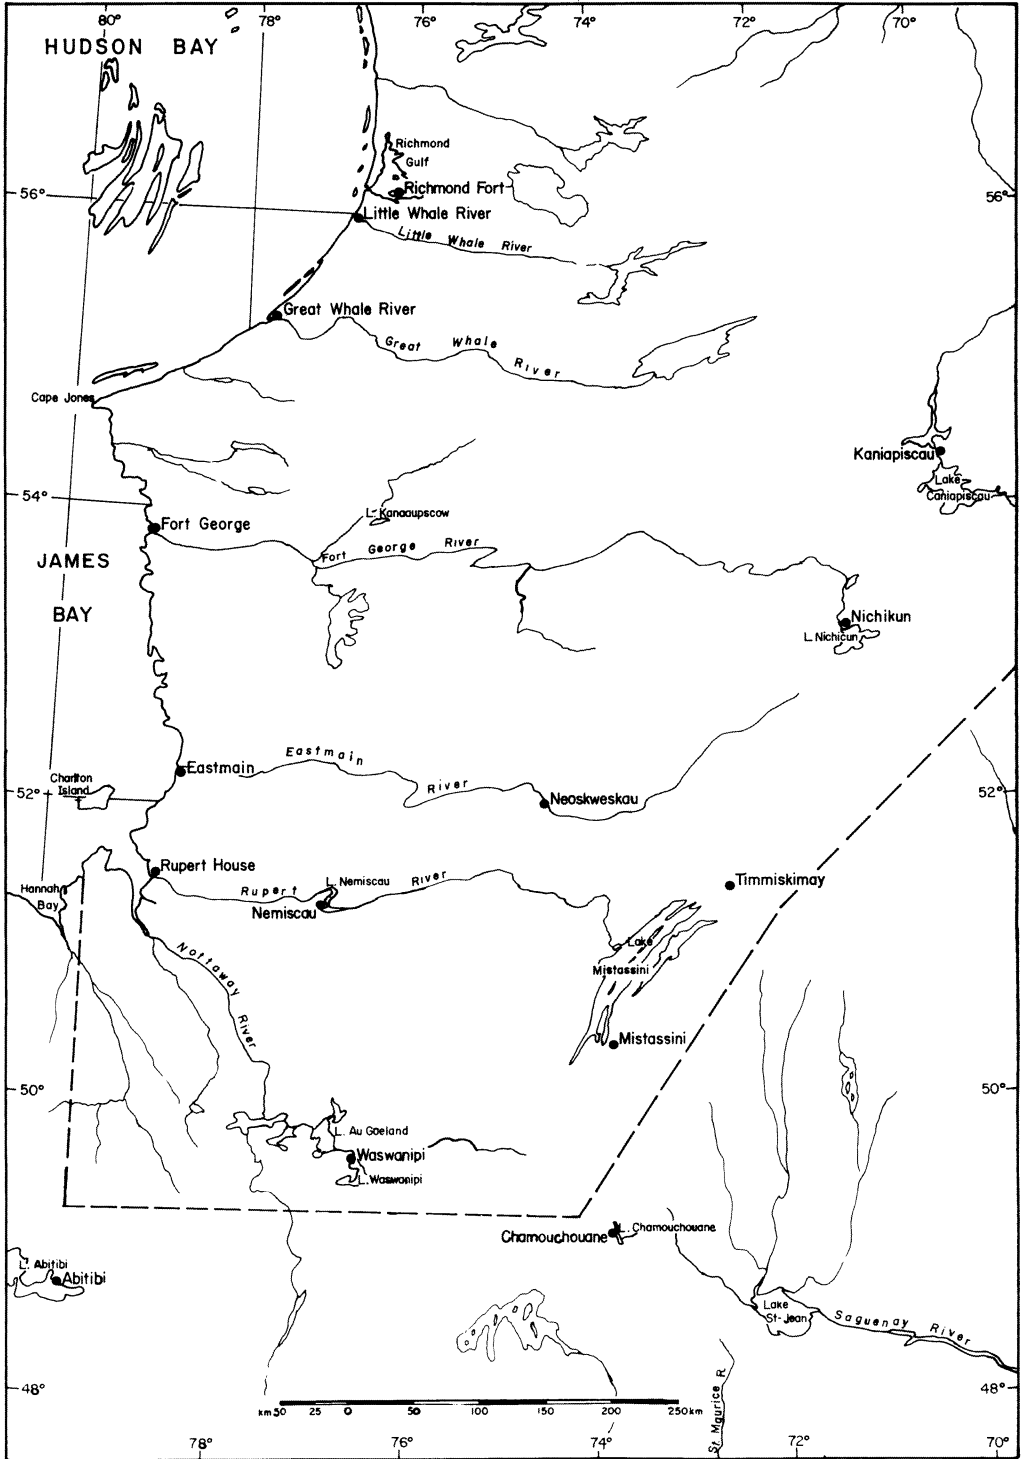 80° 78° 76° 74° 72° 70°
HUDSON BAY
Richmond
Gulf
Richmond Fort
56° 56°
Little Whale River
Little Whale River
Great Whale River
Great Whale River
Cape Jones
Kaniapiscau
Lake
Caniapiscau
54° 54°
L. Kanaaupscow
Fort George
Fort George River
JAMES
BAY
Nichikun
L. Nichicun
Eastmain River
Eastmain
Charlton
Island
52° 52°
Neoskweskau
Rupert House
Rupert River
L. Nemiscau
Nemiscau
Timmiskimay
Hannah
Bay
Lake
Mistassini
Nottaway River
Mistassini
50° 50°
L. Au Goeland
Waswanipi
L. Waswanipi
L. Chamouchouane
Chamouchouane
L. Abitibi
Abitibi
Lake
St-Jean
Saguenay River
St. Maurice R.
48° 48°
km 50 25 0 50 100 150 200 250 km
78° 76° 74° 72° 70°